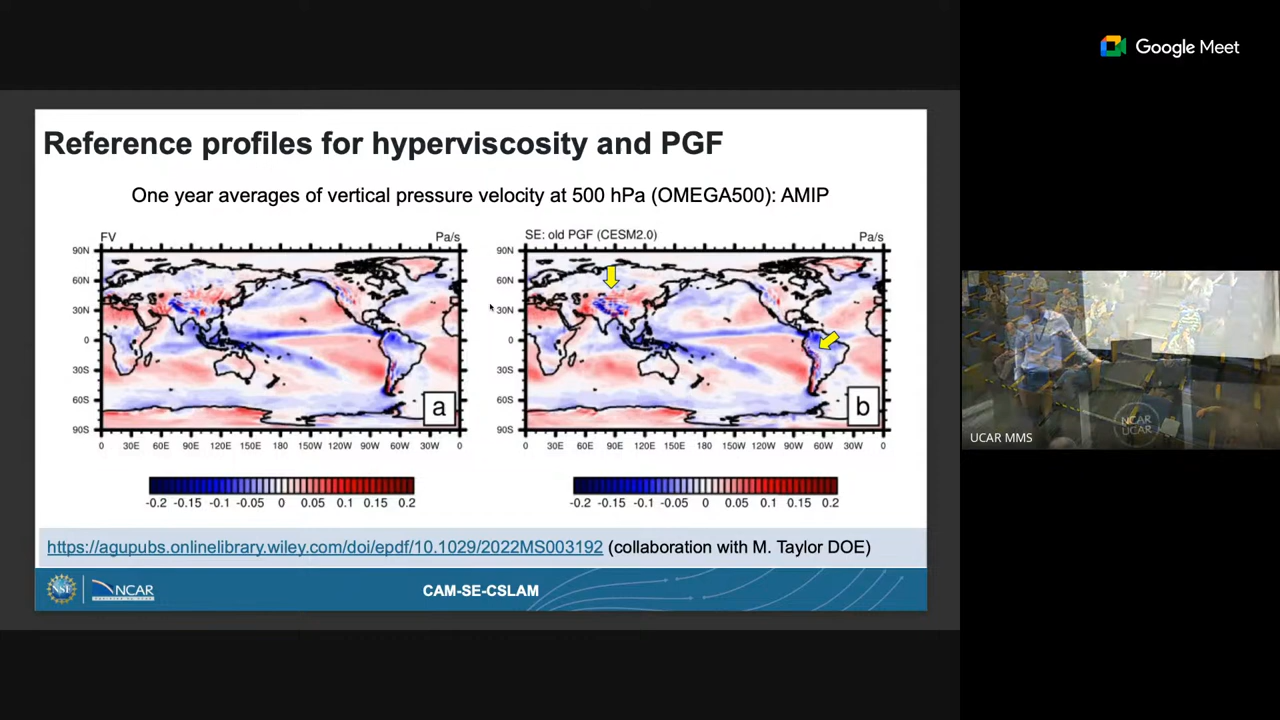 Google Meet
Reference profiles for hyperviscosity and PGF
One year averages of vertical pressure velocity at 500 hPa (OMEGA500): AMIP
FV Pa/s
90N
60N
30N
0
30S
60S
90S
a
0 30E 60E 90E 120E 150E 180 150W 120W 90W 60W 30W 0
-0.2 -0.15 -0.1 -0.05 0 0.05 0.1 0.15 0.2
SE: old PGF (CESM2.0) Pa/s
90N
60N
30N
0
30S
60S
90S
b
0 30E 60E 90E 120E 150E 180 150W 120W 90W 60W 30W 0
-0.2 -0.15 -0.1 -0.05 0 0.05 0.1 0.15 0.2
https://agupubs.onlinelibrary.wiley.com/doi/epdf/10.1029/2022MS003192 (collaboration with M. Taylor DOE)
NSF NCAR
CAM-SE-CSLAM
NCAR
UCAR
UCAR MMS